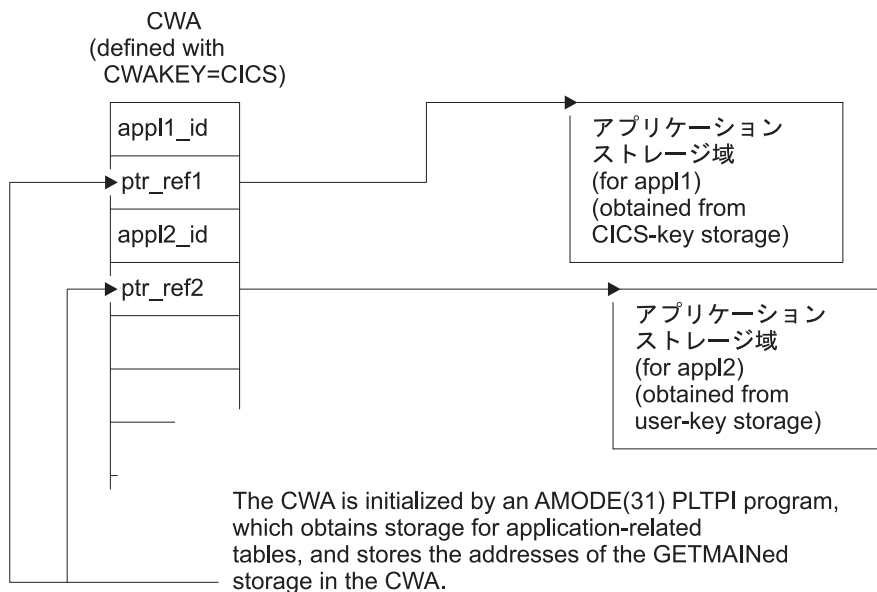 CWA
(defined with
CWAKEY=CICS)
appl1_id
ptr_ref1
appl2_id
ptr_ref2
アプリケーション
ストレージ域
(for appl1)
(obtained from
CICS-key storage)
アプリケーション
ストレージ域
(for appl2)
(obtained from
user-key storage)
The CWA is initialized by an AMODE(31) PLTPI program,
which obtains storage for application-related
tables, and stores the addresses of the GETMAINed
storage in the CWA.